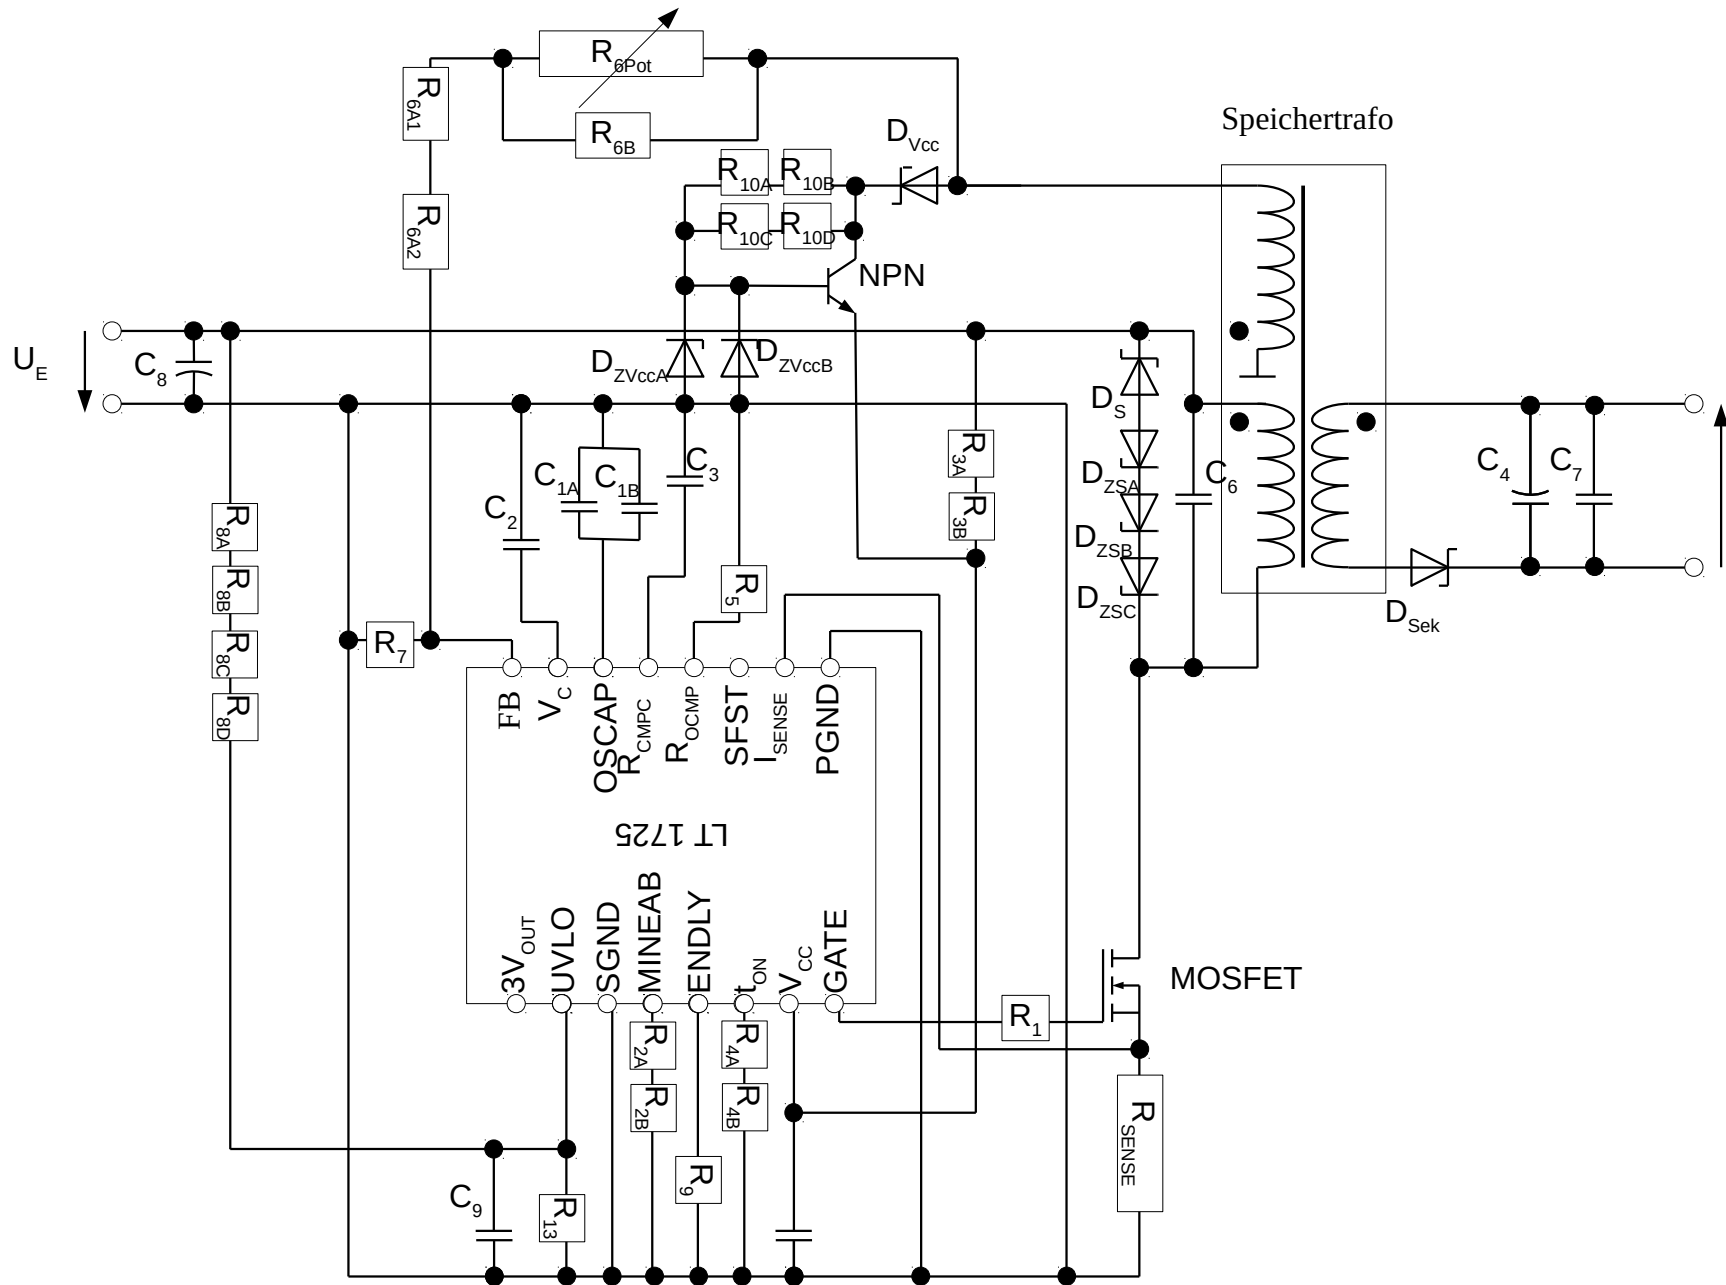 R6Pot
R6A1
R6B
Speichertrafo
DVcc
R10A
R10B
R6A2
R10C
R10D
NPN
UE
C8
DZVccA
DZVccB
DS
R3A
C3
C1A
C1B
DZSA
C6
C4
C7
C2
R3B
R8A
DZSB
R8B
R5
DZSC
DSek
R7
R8C
R8D
FB
VC
OSCAP
RCMPC
ROCMP
SFST
ISENSE
PGND
LT 1725
3VOUT
UVLO
SGND
MINEAB
ENDLY
tON
VCC
GATE
MOSFET
R1
R2A
R4A
R2B
R4B
RSENSE
R9
C9
R13